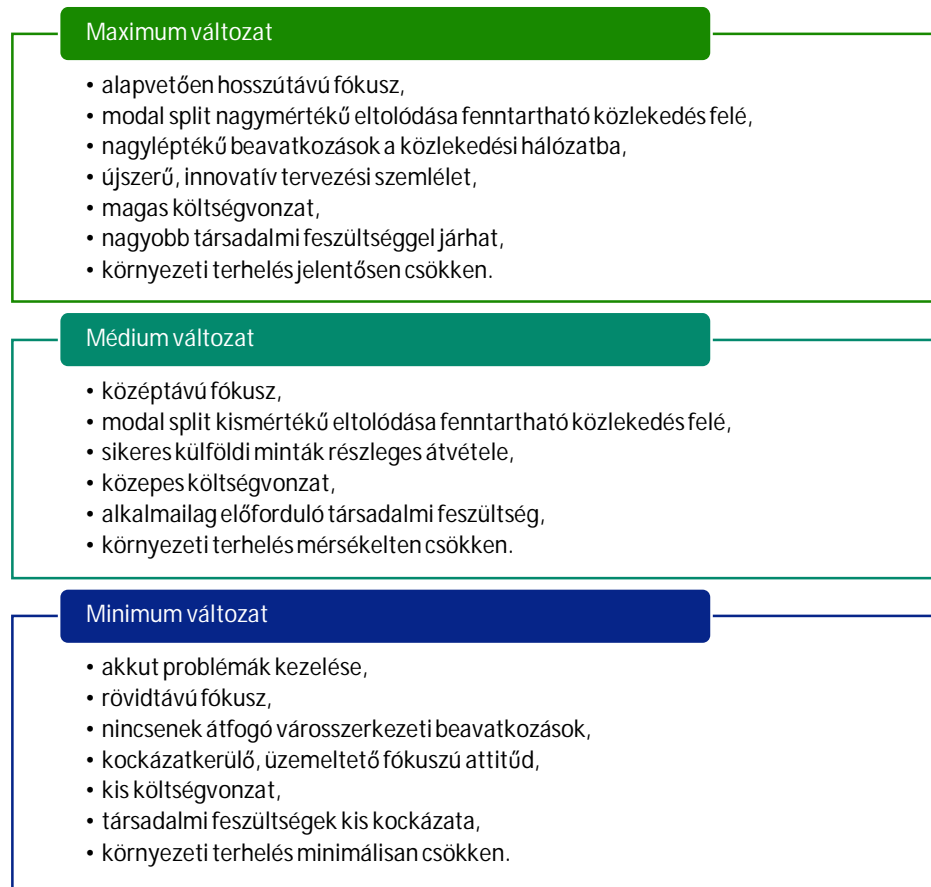 Maximum változat
• alapvetően hosszútávú fókusz,
• modal split nagymértékű eltolódása fenntartható közlekedés felé,
• nagyléptékű beavatkozások a közlekedési hálózatba,
• újszerű, innovatív tervezési szemlélet,
• magas költségvonzat,
• nagyobb társadalmi feszültséggel járhat,
• környezeti terhelés jelentősen csökken.
Médium változat
• középtávú fókusz,
• modal split kismértékű eltolódása fenntartható közlekedés felé,
• sikeres külföldi minták részleges átvétele,
• közepes költségvonzat,
• alkalmailag előforduló társadalmi feszültség,
• környezeti terhelés mérsékelten csökken.
Minimum változat
• akkut problémák kezelése,
• rövidtávú fókusz,
• nincsenek átfogó városszerkezeti beavatkozások,
• kockázatkerülő, üzemeltető fókuszú attitűd,
• kis költségvonzat,
• társadalmi feszültségek kis kockázata,
• környezeti terhelés minimálisan csökken.